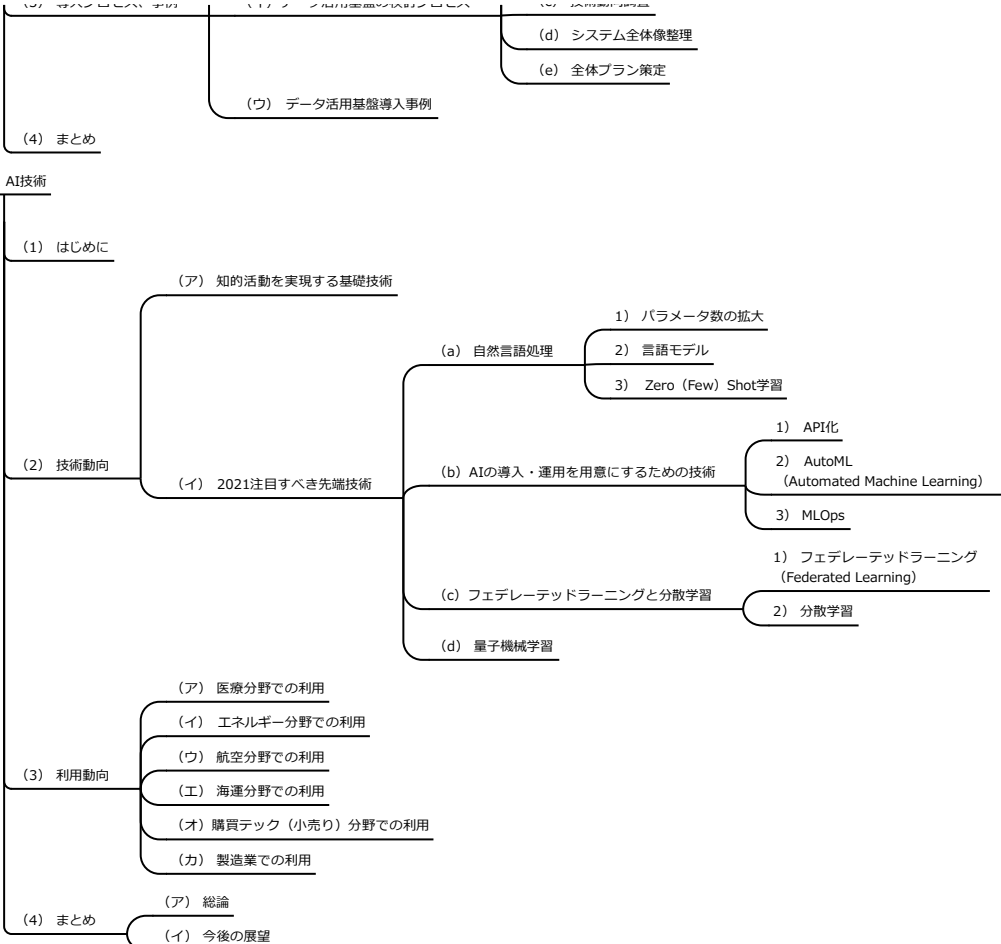 （d） システム全体像整理
（e） 全体プラン策定
（ウ） データ活用基盤導入事例
（4） まとめ
AI技術
（1） はじめに
（2） 技術動向
（ア） 知的活動を実現する基礎技術
（イ） 2021注目すべき先端技術
（a） 自然言語処理
1） パラメータ数の拡大
2） 言語モデル
3） Zero（Few）Shot学習
（b）AIの導入・運用を用意にするための技術
1） API化
2） AutoML
（Automated Machine Learning）
3） MLOps
（c）フェデレーテッドラーニングと分散学習
1） フェデレーテッドラーニング
（Federated Learning）
2） 分散学習
（d） 量子機械学習
（3） 利用動向
（ア） 医療分野での利用
（イ） エネルギー分野での利用
（ウ） 航空分野での利用
（エ） 海運分野での利用
（オ）購買テック（小売り）分野での利用
（カ） 製造業での利用
（4） まとめ
（ア） 総論
（イ） 今後の展望